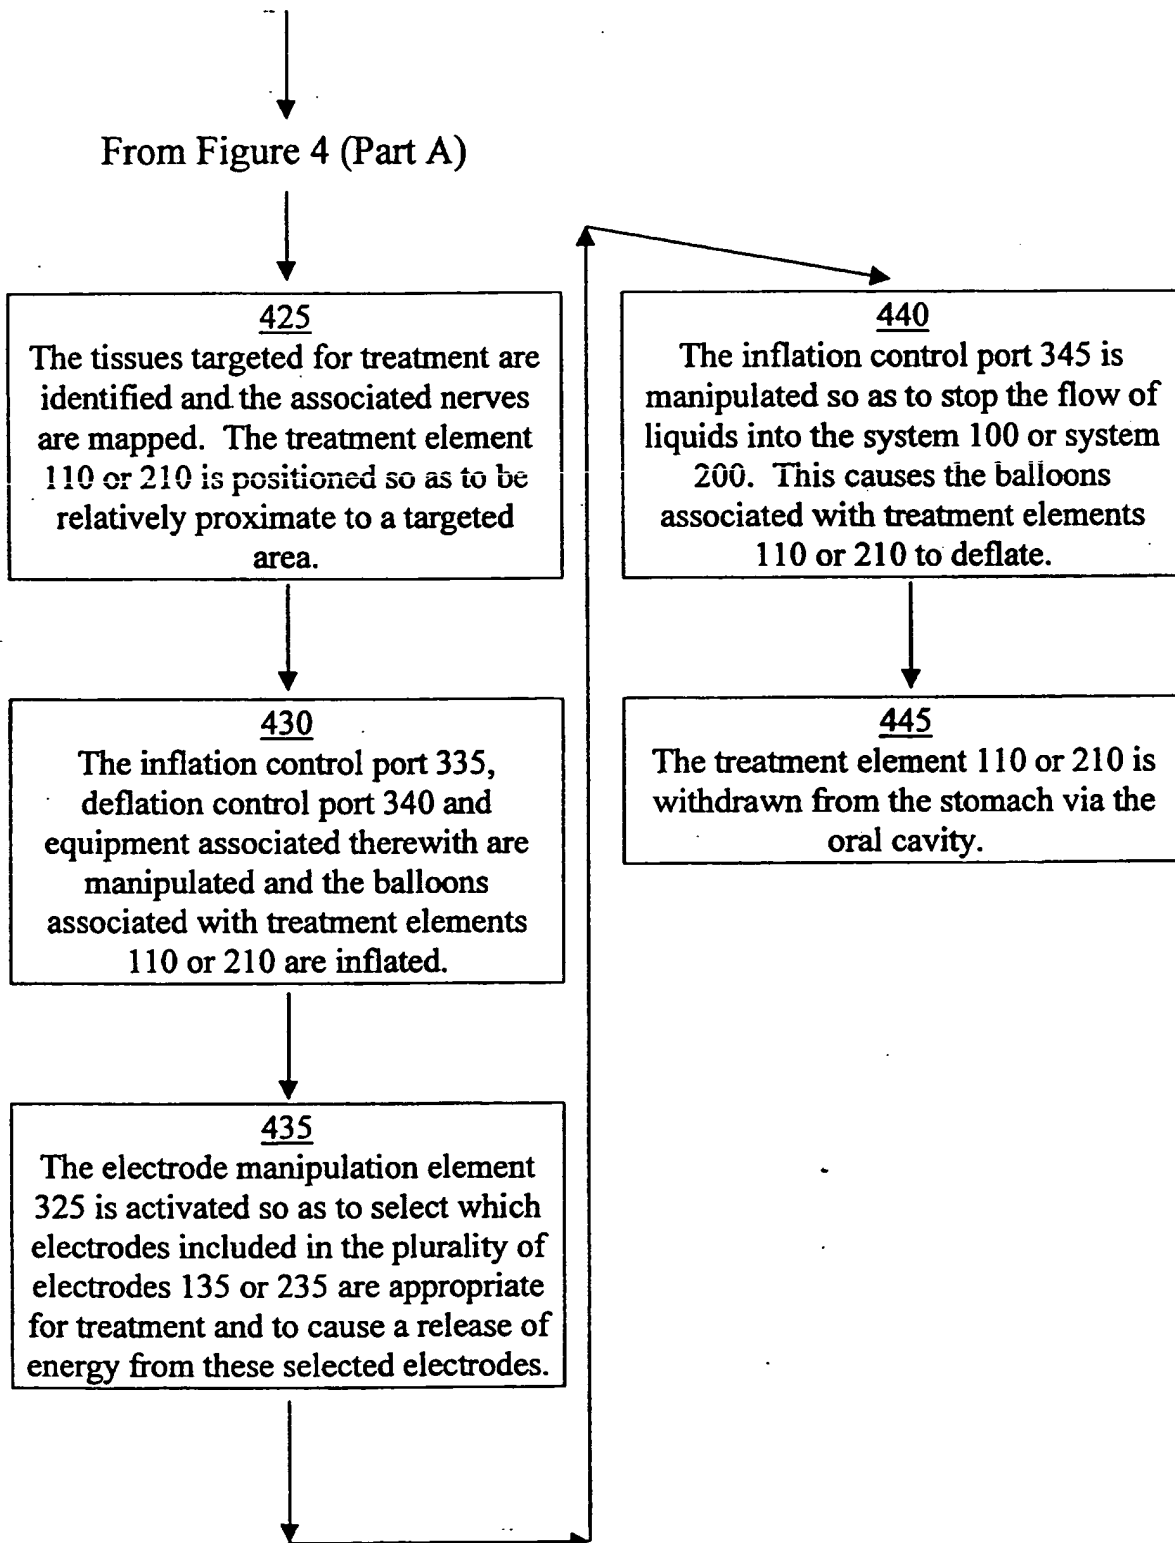 From Figure 4 (Part A)
425
The tissues targeted for treatment are
identified and the associated nerves
are mapped. The treatment element
110 or 210 is positioned so as to be
relatively proximate to a targeted
area.
430
The inflation control port 335,
deflation control port 340 and
equipment associated therewith are
manipulated and the balloons
associated with treatment elements
110 or 210 are inflated.
435
The electrode manipulation element
325 is activated so as to select which
electrodes included in the plurality of
electrodes 135 or 235 are appropriate
for treatment and to cause a release of
energy from these selected electrodes.
440
The inflation control port 345 is
manipulated so as to stop the flow of
liquids into the system 100 or system
200. This causes the balloons
associated with treatment elements
110 or 210 to deflate.
445
The treatment element 110 or 210 is
withdrawn from the stomach via the
oral cavity.